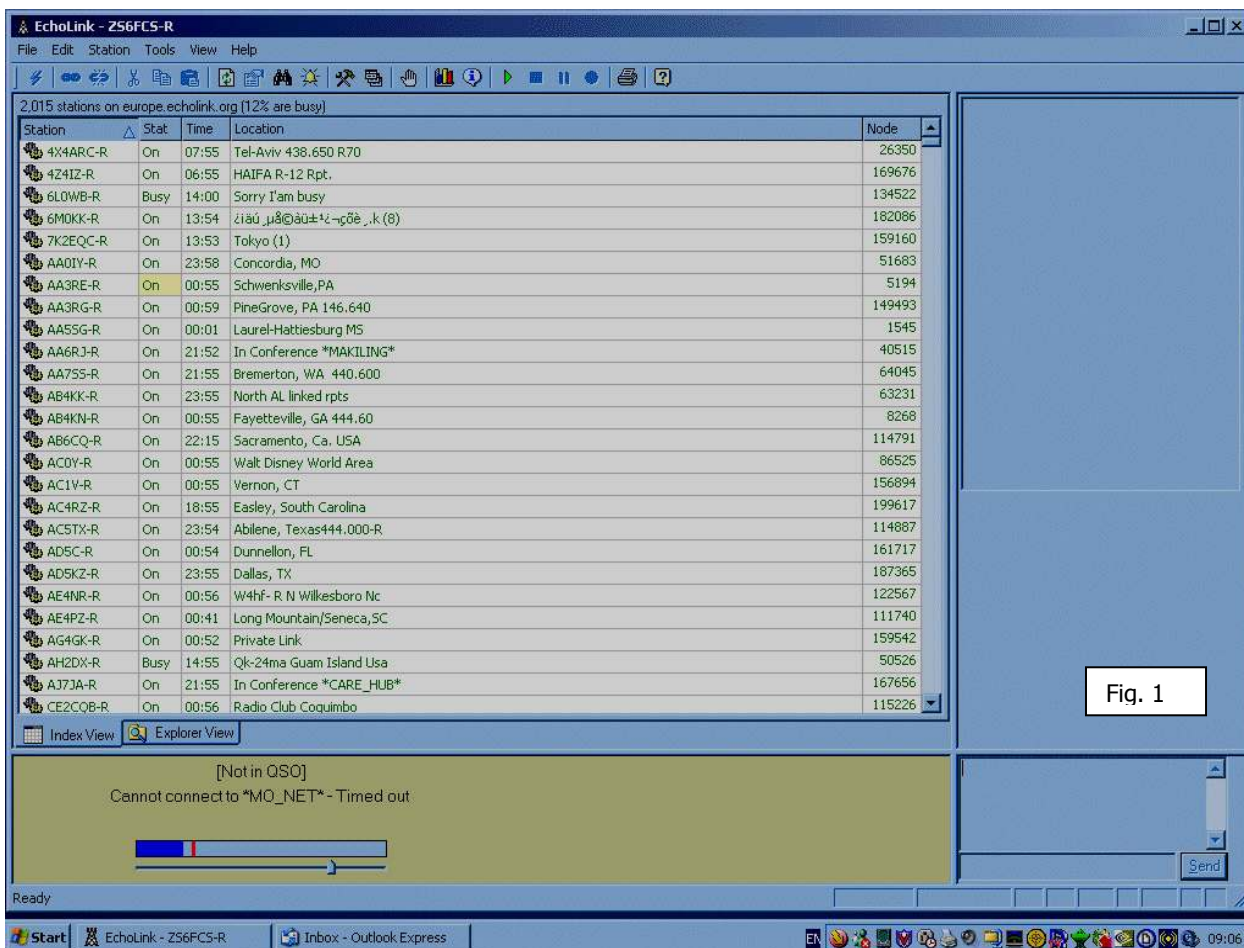 EchoLink - ZS6FCS-R
File Edit Station Tools View Help
2,015 stations on europe.echolink.org (12% are busy)
Station Stat Time Location Node
4X4ARC-R On 07:55 Tel-Aviv 438.650 R70 26350
4Z4IZ-R On 06:55 HAIFA R-12 Rpt. 169676
6L0WB-R Busy 14:00 Sorry I'am busy 134522
6M0KK-R On 13:54 ¿ìäú¸µå©àü±¹¿¬çõè¸.k (8) 182086
7K2EQC-R On 13:53 Tokyo (1) 159160
AA0IY-R On 23:58 Concordia, MO 51683
AA3RE-R On 00:55 Schwenksville,PA 5194
AA3RG-R On 00:59 PineGrove, PA 146.640 149493
AA5SG-R On 00:01 Laurel-Hattiesburg MS 1545
AA6RJ-R On 21:52 In Conference *MAKILING* 40515
AA7SS-R On 21:55 Bremerton, WA 440.600 64045
AB4KK-R On 23:55 North AL linked rpts 63231
AB4KN-R On 00:55 Fayetteville, GA 444.60 8268
AB6CQ-R On 22:15 Sacramento, Ca. USA 114791
AC0Y-R On 00:55 Walt Disney World Area 86525
AC1V-R On 00:55 Vernon, CT 156894
AC4RZ-R On 18:55 Easley, South Carolina 199617
AC5TX-R On 23:54 Abilene, Texas444.000-R 114887
AD5C-R On 00:54 Dunnellon, FL 161717
AD5KZ-R On 23:55 Dallas, TX 187365
AE4NR-R On 00:56 W4hf- R N Wilkesboro Nc 122567
AE4PZ-R On 00:41 Long Mountain/Seneca,SC 111740
AG4GK-R On 00:52 Private Link 159542
AH2DX-R Busy 14:55 Qk-24ma Guam Island Usa 50526
AJ7JA-R On 21:55 In Conference *CARE_HUB* 167656
CE2CQB-R On 00:56 Radio Club Coquimbo 115226
Fig. 1
Index View Explorer View
[Not in QSO]
Cannot connect to *MO_NET* - Timed out
Send
Ready
Start EchoLink - ZS6FCS-R Inbox - Outlook Express EN 09:06